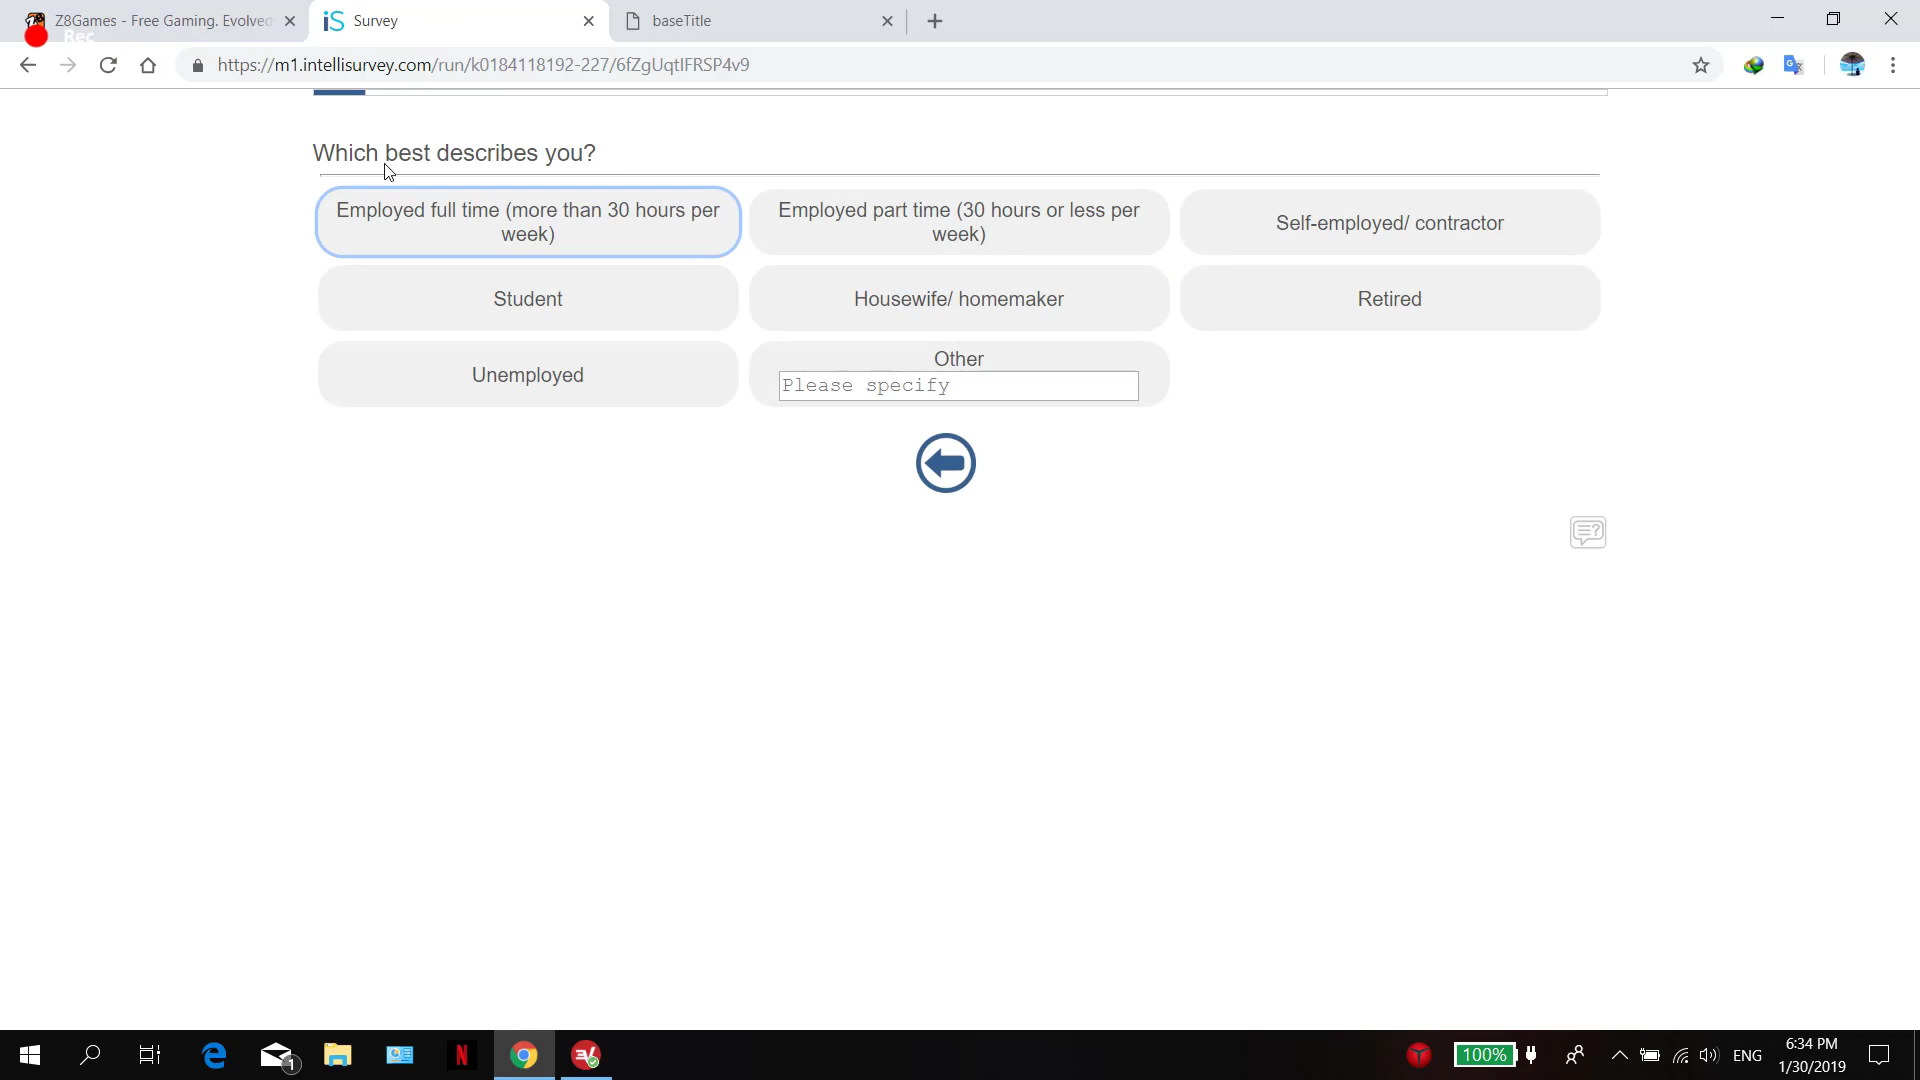 Z8Games - Free Gaming. Evolved
Survey
baseTitle
Rec
https://m1.intellisurvey.com/run/k0184118192-227/6fZgUqtIFRSP4v9
Which best describes you?
Employed full time (more than 30 hours per
week)
Employed part time (30 hours or less per
week)
Self-employed/ contractor
Student
Housewife/ homemaker
Retired
Unemployed
Other
Please specify
1
100%
ENG
6:34 PM
1/30/2019